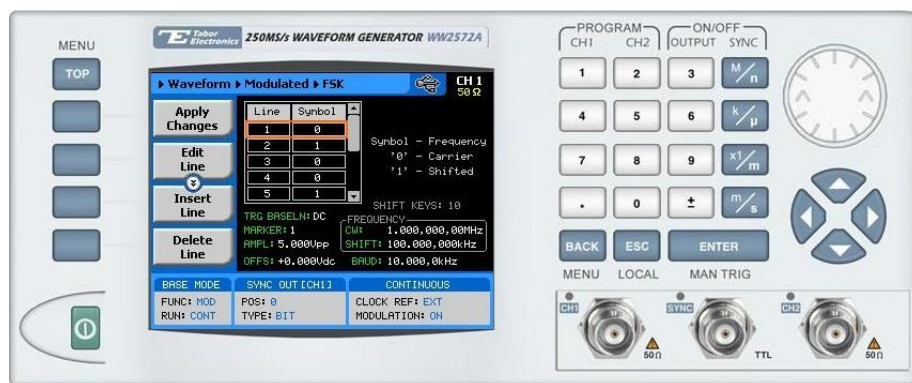 MENU
TOP
Tabor Electronics 250MS/s WAVEFORM GENERATOR WW2572A
Waveform Modulated FSK
CH 1
50 Ω
Apply Changes
Edit Line
Insert Line
Delete Line
Line Symbol
1 0
2 1
3 0
4 0
5 1
Symbol - Frequency
'0' - Carrier
'1' - Shifted
SHIFT KEYS: 10
TRG BASELN: DC
MARKER: 1
AMPL: 5.000Vpp
OFFS: +0.000Vdc
FREQUENCY
CW: 1.000,000,00MHz
SHIFT: 100.000,000kHz
BAUD: 10.000,0kHz
BASE MODE
FUNC: MOD
RUN: CONT
SYNC OUT [CH1]
POS: 0
TYPE: BIT
CONTINUOUS
CLOCK REF: EXT
MODULATION: ON
PROGRAM
CH1 CH2
ON/OFF
OUTPUT SYNC
1 2 3 M/n
4 5 6 k/µ
7 8 9 x1/m
. 0 ± m/s
BACK ESC ENTER
MENU LOCAL MAN TRIG
CH1 SYNC CH2
50Ω TTL 50Ω